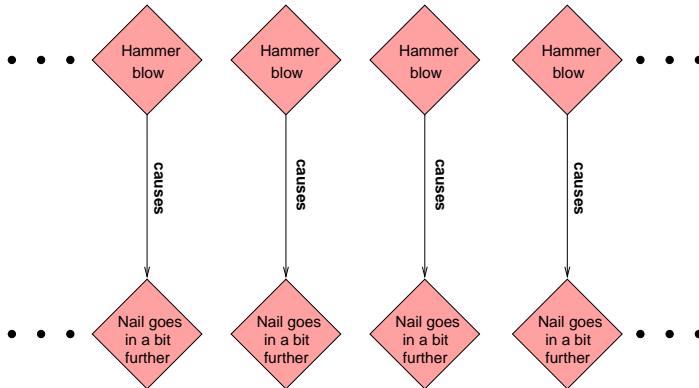 Hammer
blow
Hammer
blow
Hammer
blow
Hammer
blow
causes
causes
causes
causes
Nail goes
in a bit
further
Nail goes
in a bit
further
Nail goes
in a bit
further
Nail goes
in a bit
further